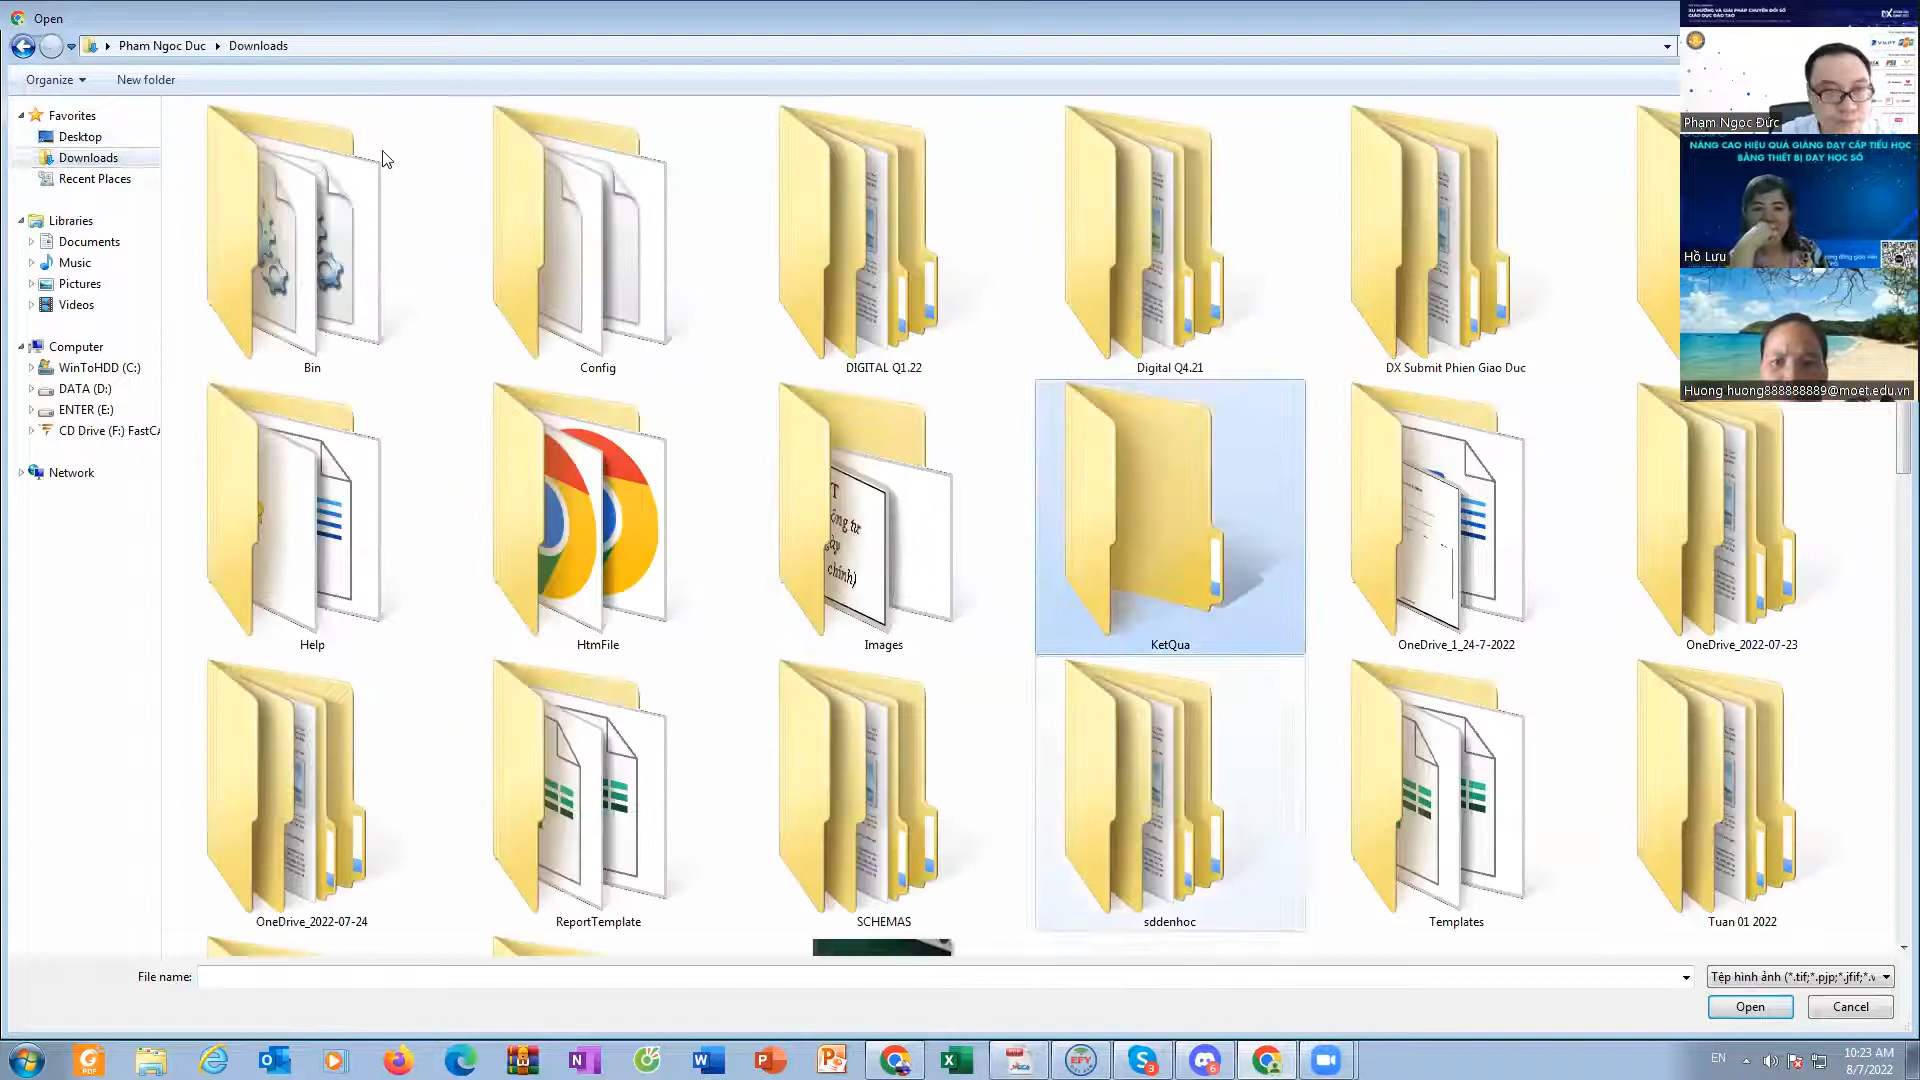 Open
XU HƯỚNG VÀ GIẢI PHÁP CHUYỂN ĐỔI SỐ
GIÁO DỤC ĐÀO TẠO
Pham Ngoc Duc
Downloads
Organize
New folder
Favorites
Desktop
Downloads
Recent Places
Libraries
Documents
Music
Pictures
Videos
Computer
WinToHDD (C:)
DATA (D:)
ENTER (E:)
CD Drive (F:) FastCA
Network
Bin
Config
DIGITAL Q1.22
Digital Q4.21
DX Submit Phien Giao Duc
Help
HtmFile
Images
KetQua
OneDrive_1_24-7-2022
OneDrive_2022-07-23
OneDrive_2022-07-24
ReportTemplate
SCHEMAS
sddenhoc
Templates
Tuan 01 2022
Phạm Ngọc Đức
NÂNG CAO HIỆU QUẢ GIẢNG DẠY CẤP TIỂU HỌC
BẰNG THIẾT BỊ DẠY HỌC SỐ
Hồ Lưu
Huong huong888888889@moet.edu.vn
File name:
Tệp hình ảnh (*.tif;*.pjp;*.jfif;*.v
Open
Cancel
EN
10:23 AM
8/7/2022